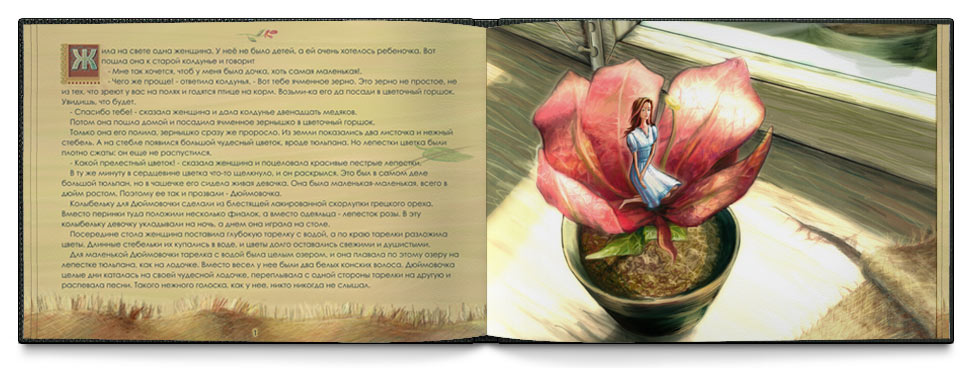 Жила на свете одна женщина. У неё не было детей, а ей очень хотелось ребеночка. Вот
пошла она к старой колдунье и говорит:
- Мне так хочется, чтоб у меня была дочка, хоть самая маленькая!.
- Чего же проще! - ответила колдунья. - Вот тебе ячменное зерно. Это зерно не простое, не
из тех, что зреют у вас на полях и годятся птице на корм. Возьми-ка его да посади в цветочный горшок.
Увидишь, что будет.
- Спасибо тебе! - сказала женщина и дала колдунье двенадцать медяков.
Потом она пошла домой и посадила ячменное зернышко в цветочный горшок.
Только она его полила, зернышко сразу же проросло. Из земли показались два листочка и нежный
стебель. А на стебле появился большой чудесный цветок, вроде тюльпана. Но лепестки цветка были
плотно сжаты: он еще не распустился.
- Какой прелестный цветок! - сказала женщина и поцеловала красивые пестрые лепестки.
В ту же минуту в сердцевине цветка что-то щелкнуло, и он раскрылся. Это был в самом деле
большой тюльпан, но в чашечке его сидела живая девочка. Она была маленькая-маленькая, всего в
дюйм ростом. Поэтому ее так и прозвали - Дюймовочка.
Колыбельку для Дюймовочки сделали из блестящей лакированной скорлупки грецкого ореха.
Вместо перинки туда положили несколько фиалок, а вместо одеяльца - лепесток розы. В эту
колыбельку девочку укладывали на ночь, а днем она играла на столе.
Посередине стола женщина поставила глубокую тарелку с водой, а по краю тарелки разложила
цветы. Длинные стебельки их купались в воде, и цветы долго оставались свежими и душистыми.
Для маленькой Дюймовочки тарелка с водой была целым озером, и она плавала по этому озеру на
лепестке тюльпана, как на лодочке. Вместо весел у нее были два белых конских волоса. Дюймовочка
целые дни каталась на своей чудесной лодочке, переплывала с одной стороны тарелки на другую и
распевала песни. Такого нежного голоска, как у нее, никто никогда не слышал.
1